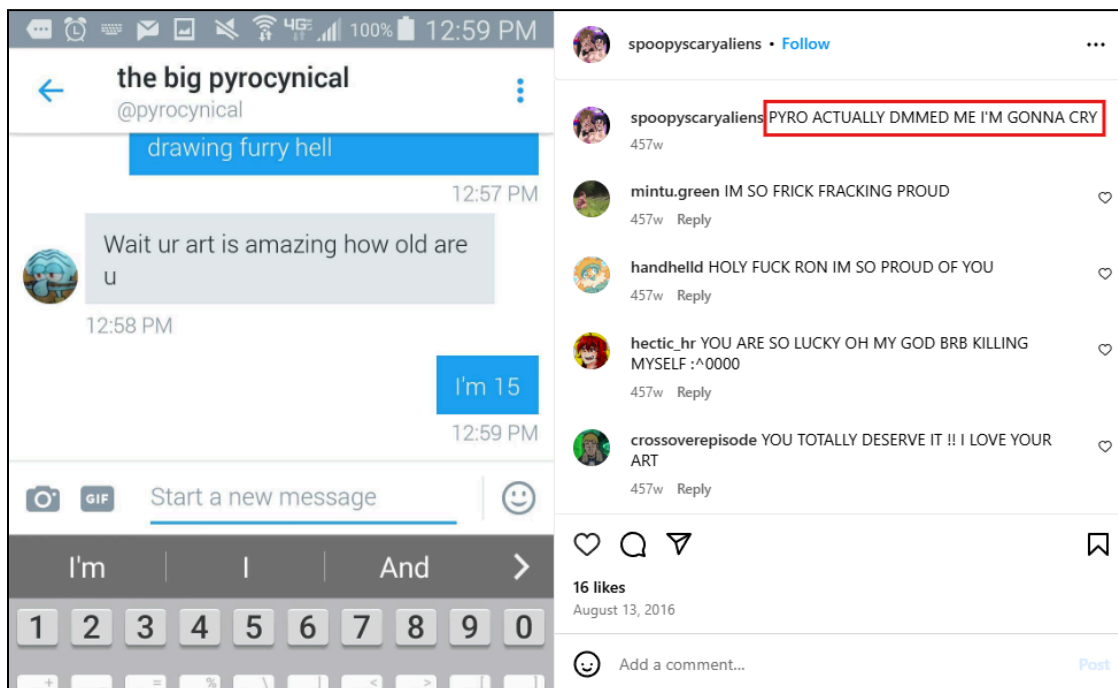 4G
100%
12:59 PM
the big pyrocynical
@pyrocynical
drawing furry hell
12:57 PM
Wait ur art is amazing how old are
u
12:58 PM
I'm 15
12:59 PM
GIF
Start a new message
I'm
I
And
1 2 3 4 5 6 7 8 9 0
+ = % \ | < > [ ]
spoopyscaryaliens • Follow
spoopyscaryaliens PYRO ACTUALLY DMMED ME I'M GONNA CRY
457w
mintu.green IM SO FRICK FRACKING PROUD
457w Reply
handhelld HOLY FUCK RON IM SO PROUD OF YOU
457w Reply
hectic_hr YOU ARE SO LUCKY OH MY GOD BRB KILLING
MYSELF :^0000
457w Reply
crossoverepisode YOU TOTALLY DESERVE IT !! I LOVE YOUR
ART
457w Reply
16 likes
August 13, 2016
Add a comment...
Post